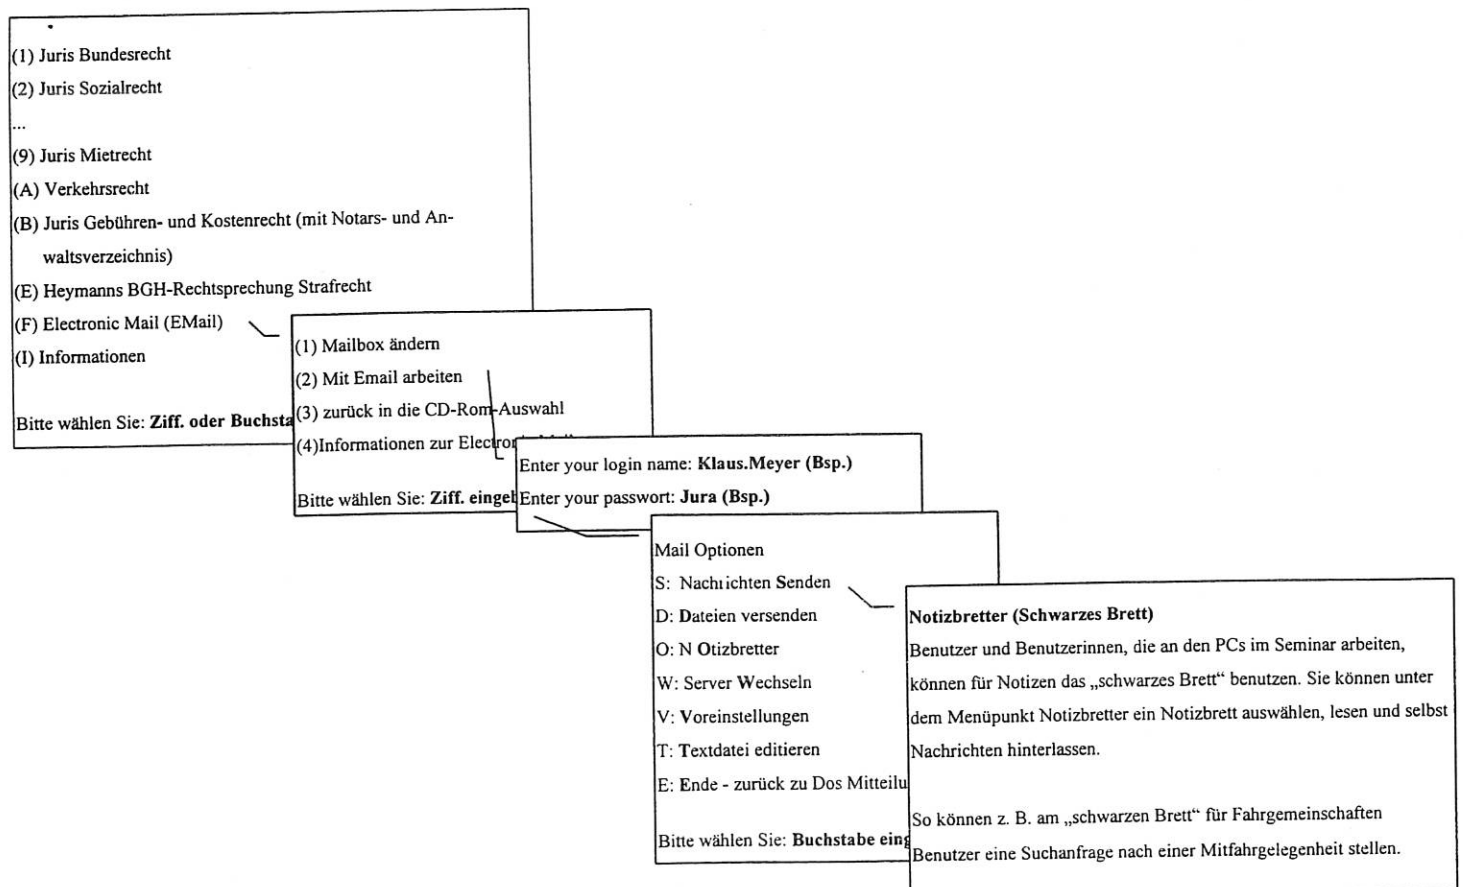 (1) Juris Bundesrecht
(2) Juris Sozialrecht
...
(9) Juris Mietrecht
(A) Verkehrsrecht
(B) Juris Gebühren- und Kostenrecht (mit Notars- und An-
waltsverzeichnis)
(E) Heymanns BGH-Rechtsprechung Strafrecht
(F) Electronic Mail (EMail)
(I) Informationen
Bitte wählen Sie: Ziff. oder Buchsta
(1) Mailbox ändern
(2) Mit Email arbeiten
(3) zurück in die CD-Rom-Auswahl
(4)Informationen zur Electronic Mail
Bitte wählen Sie: Ziff. eingeb
Enter your login name: Klaus.Meyer (Bsp.)
Enter your passwort: Jura (Bsp.)
Mail Optionen
S: Nachrichten Senden
D: Dateien versenden
O: N Otizbretter
W: Server Wechseln
V: Voreinstellungen
T: Textdatei editieren
E: Ende - zurück zu Dos Mitteilu
Bitte wählen Sie: Buchstabe eing
Notizbretter (Schwarzes Brett)
Benutzer und Benutzerinnen, die an den PCs im Seminar arbeiten,
können für Notizen das „schwarzes Brett“ benutzen. Sie können unter
dem Menüpunkt Notizbretter ein Notizbrett auswählen, lesen und selbst
Nachrichten hinterlassen.
So können z. B. am „schwarzen Brett“ für Fahrgemeinschaften
Benutzer eine Suchanfrage nach einer Mitfahrgelegenheit stellen.